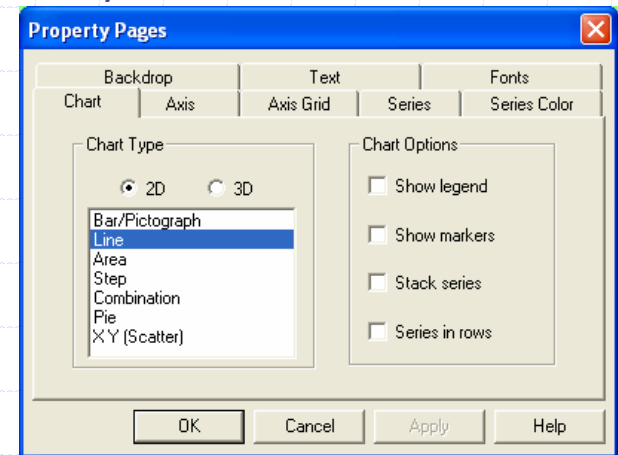 Property Pages
Backdrop Text Fonts
Chart Axis Axis Grid Series Series Color
Chart Type
2D 3D
Bar/Pictograph
Line
Area
Step
Combination
Pie
X Y (Scatter)
Chart Options
Show legend
Show markers
Stack series
Series in rows
OK Cancel Apply Help